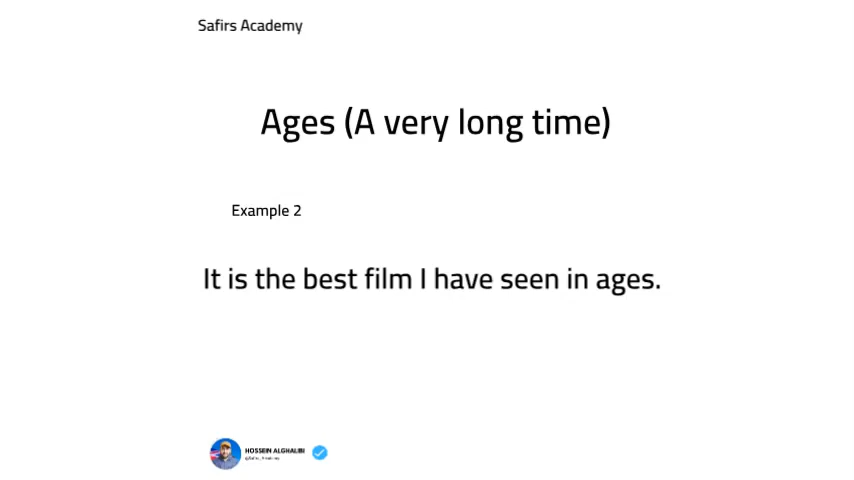 Safirs Academy
Ages (A very long time)
Example 2
It is the best film I have seen in ages.
HOSSEIN ALGHALIBI